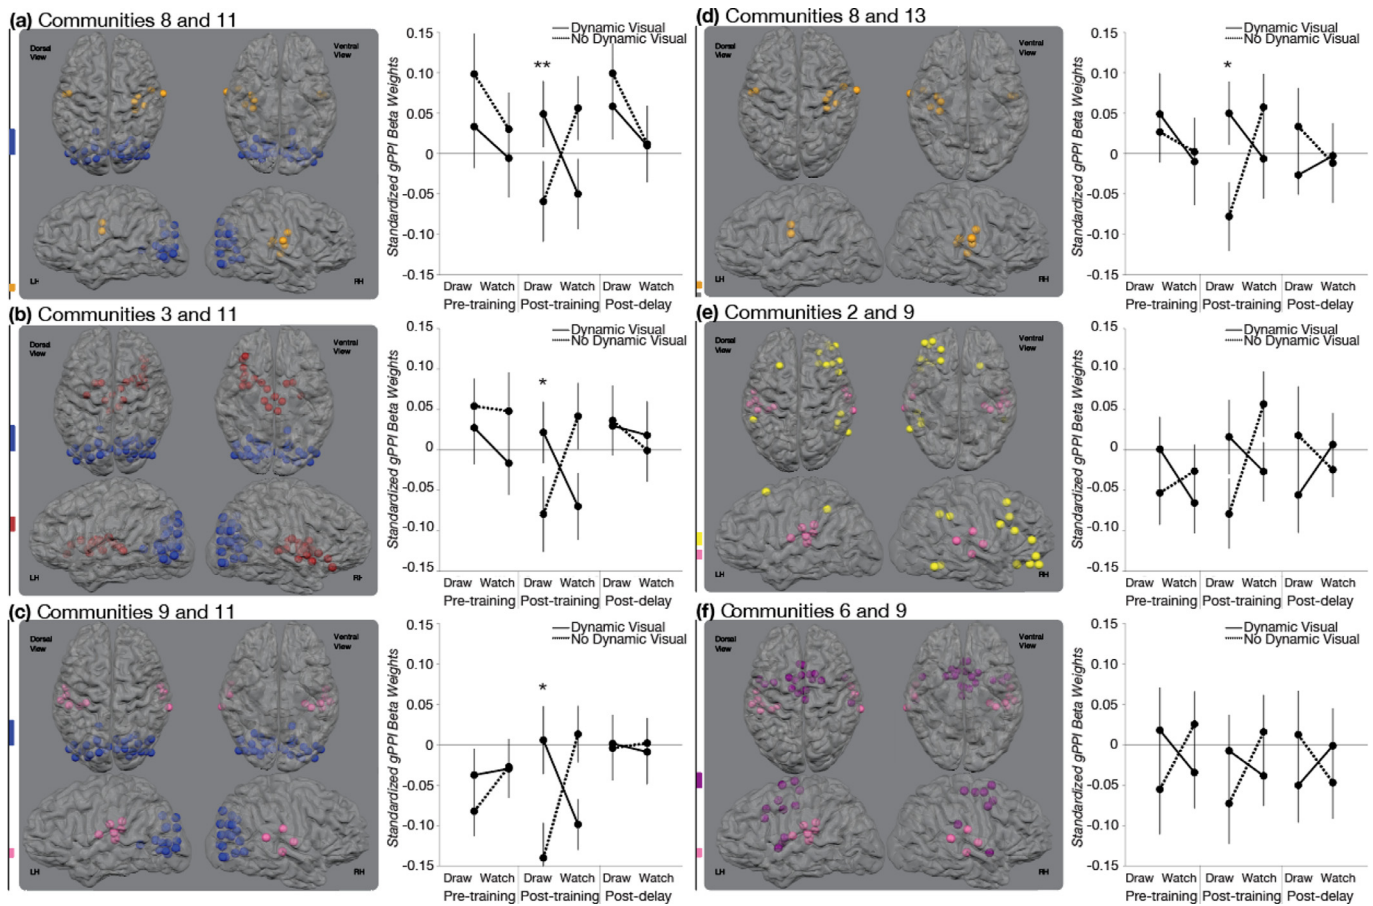 (a) Communities 8 and 11
Dorsal
View
Ventral
View
LH
RH
Dynamic Visual
No Dynamic Visual
Standardized gPPI Beta Weights
0.15
0.10
0.05
0
-0.05
-0.10
-0.15
**
Draw Watch Draw Watch Draw Watch
Pre-training Post-training Post-delay
(b) Communities 3 and 11
Dorsal
View
Ventral
View
LH
RH
Dynamic Visual
No Dynamic Visual
Standardized gPPI Beta Weights
0.15
0.10
0.05
0
-0.05
-0.10
-0.15
*
Draw Watch Draw Watch Draw Watch
Pre-training Post-training Post-delay
(c) Communities 9 and 11
Dorsal
View
Ventral
View
LH
RH
Dynamic Visual
No Dynamic Visual
Standardized gPPI Beta Weights
0.15
0.10
0.05
0
-0.05
-0.10
-0.15
*
Draw Watch Draw Watch Draw Watch
Pre-training Post-training Post-delay
(d) Communities 8 and 13
Dorsal
View
Ventral
View
LH
RH
Dynamic Visual
No Dynamic Visual
Standardized gPPI Beta Weights
0.15
0.10
0.05
0
-0.05
-0.10
-0.15
*
Draw Watch Draw Watch Draw Watch
Pre-training Post-training Post-delay
(e) Communities 2 and 9
Dorsal
View
Ventral
View
LH
RH
Dynamic Visual
No Dynamic Visual
Standardized gPPI Beta Weights
0.15
0.10
0.05
0
-0.05
-0.10
-0.15
Draw Watch Draw Watch Draw Watch
Pre-training Post-training Post-delay
(f) Communities 6 and 9
Dorsal
View
Ventral
View
LH
RH
Dynamic Visual
No Dynamic Visual
Standardized gPPI Beta Weights
0.15
0.10
0.05
0
-0.05
-0.10
-0.15
Draw Watch Draw Watch Draw Watch
Pre-training Post-training Post-delay